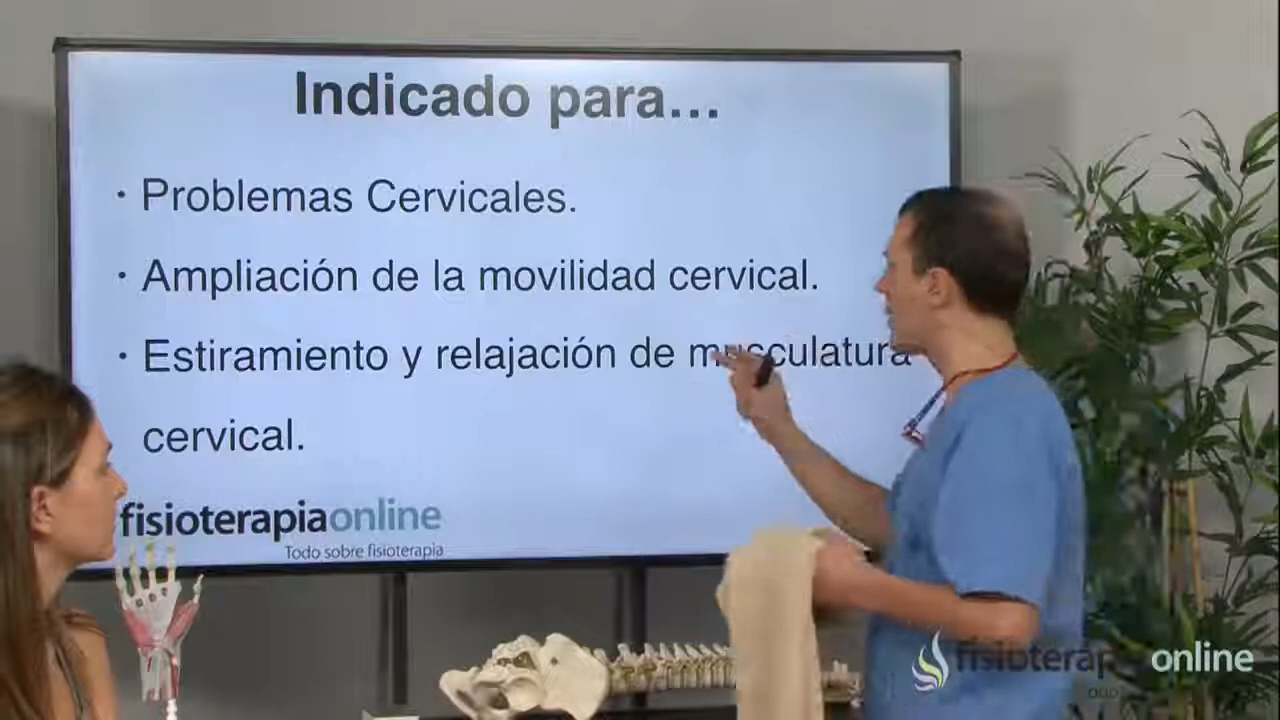 Indicado para...
· Problemas Cervicales.
· Ampliación de la movilidad cervical.
· Estiramiento y relajación de musculatura
cervical.
fisioterapiaonline
Todo sobre fisioterapia
fisioterap online